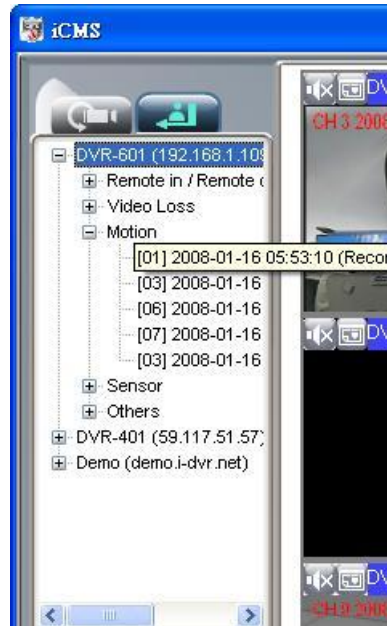 iCMS
DVR-601 (192.168.1.109
Remote in / Remote
Video Loss
Motion
[01] 2008-01-16 05:53:10 (Recor
[03] 2008-01-16
[06] 2008-01-16
[07] 2008-01-16
[03] 2008-01-16
Sensor
Others
DVR-401 (59.117.51.57)
Demo (demo.i-dvr.net)
DV
CH 3 2008
DV
DV
CH 9 2008